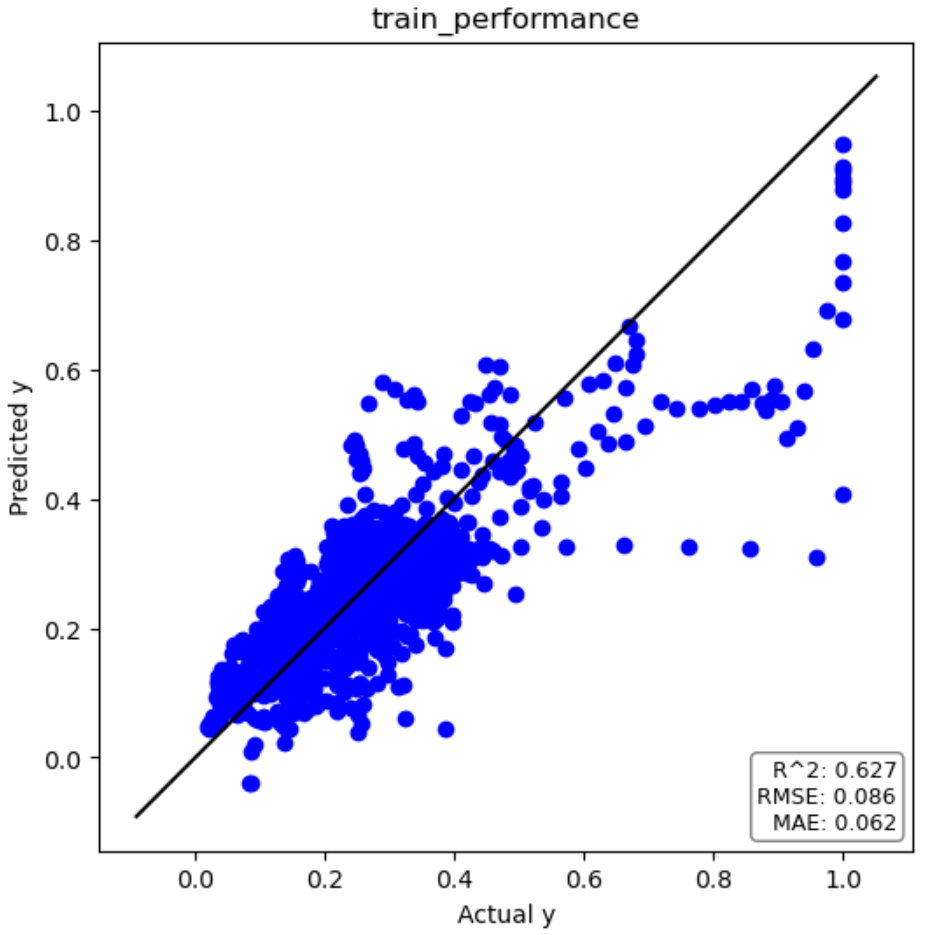 train_performance
1.0
0.8
0.6
0.4
0.2
0.0
Predicted y
R^2: 0.627
RMSE: 0.086
MAE: 0.062
0.0 0.2 0.4 0.6 0.8 1.0
Actual y